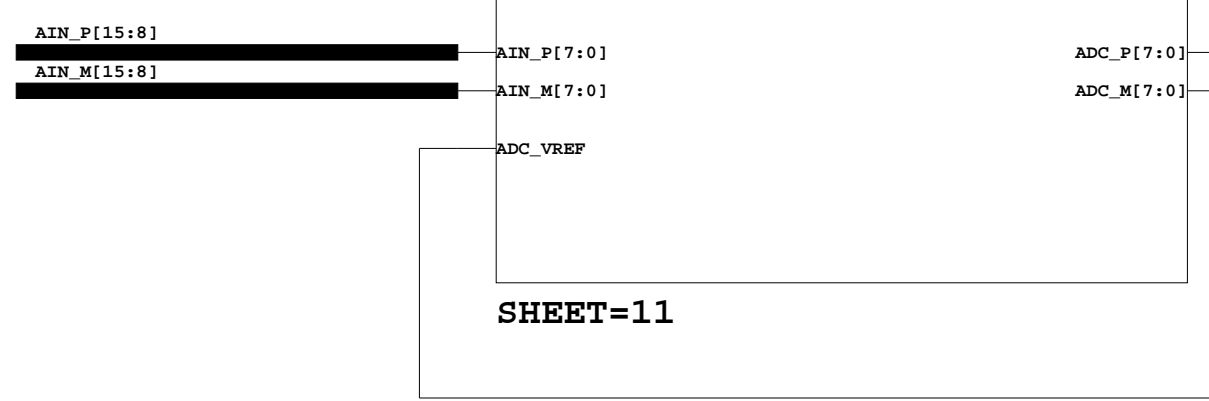 AIN_P[15:8]
AIN_P[7:0]
ADC_P[7:0]
AIN_M[15:8]
AIN_M[7:0]
ADC_M[7:0]
ADC_VREF
SHEET=11